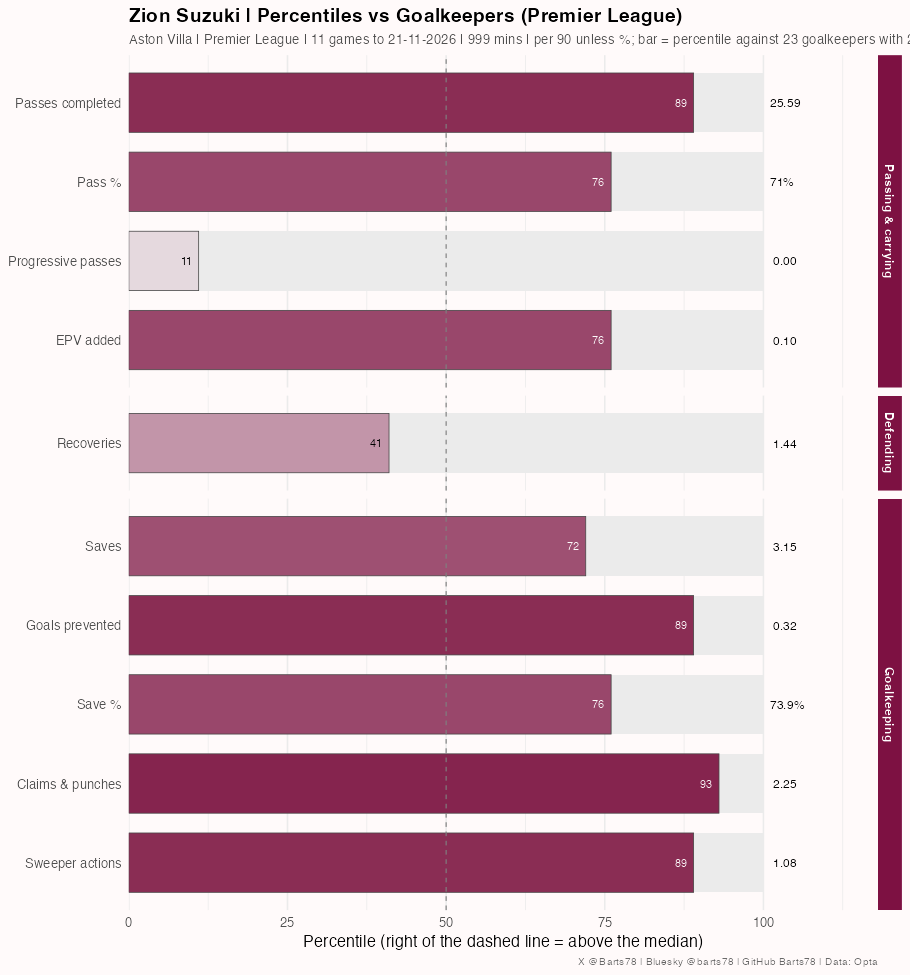 Zion Suzuki | Percentiles vs Goalkeepers (Premier League)
Aston Villa | Premier League | 11 games to 21-11-2026 | 999 mins | per 90 unless %; bar = percentile against 23 goalkeepers with
Passes completed 89 25.59
Pass % 76 71%
Progressive passes 11 0.00
EPV added 76 0.10
Passing & carrying
Recoveries 41 1.44
Defending
Saves 72 3.15
Goals prevented 89 0.32
Save % 76 73.9%
Claims & punches 93 2.25
Sweeper actions 89 1.08
Goalkeeping
0 25 50 75 100
Percentile (right of the dashed line = above the median)
X @Barts78 | Bluesky @barts78 | GitHub Barts78 | Data: Opta